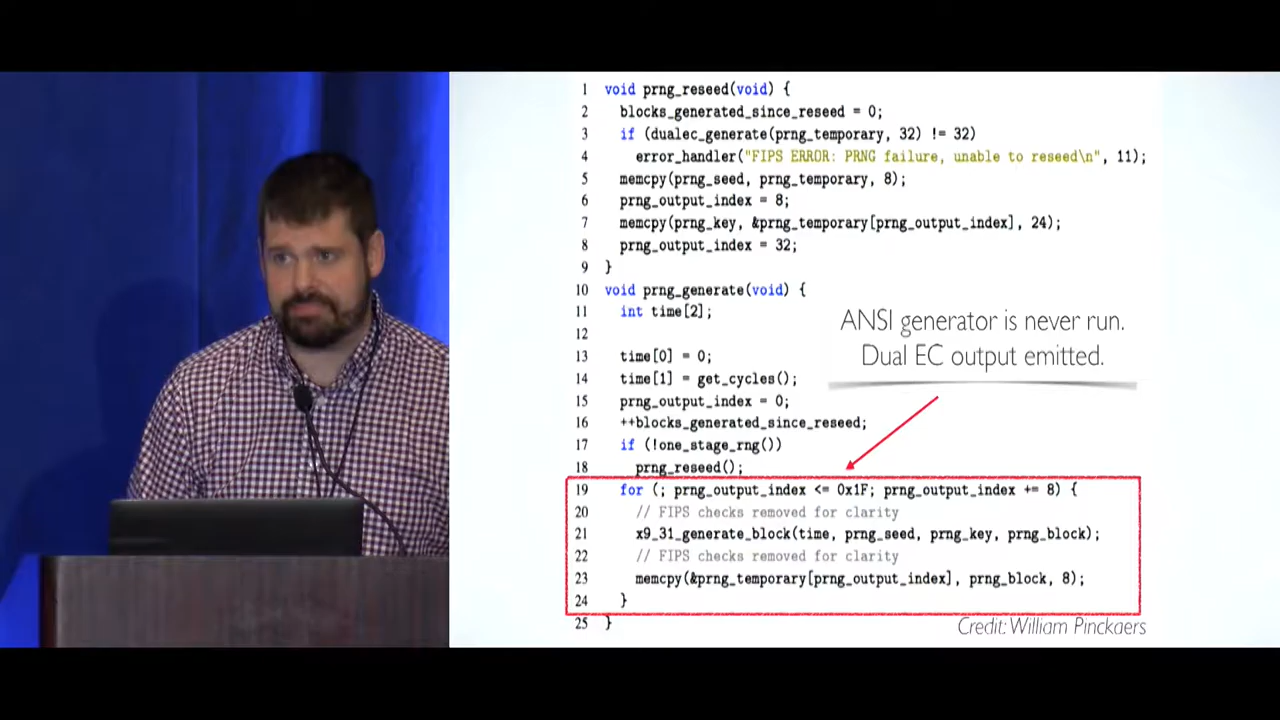 1 void prng_reseed(void) {
2 blocks_generated_since_reseed = 0;
3 if (dualec_generate(prng_temporary, 32) != 32)
4 error_handler("FIPS ERROR: PRNG failure, unable to reseed\n", 11);
5 memcpy(prng_seed, prng_temporary, 8);
6 prng_output_index = 8;
7 memcpy(prng_key, &prng_temporary[prng_output_index], 24);
8 prng_output_index = 32;
9 }
10 void prng_generate(void) {
11 int time[2];
12
13 time[0] = 0;
14 time[1] = get_cycles();
15 prng_output_index = 0;
16 ++blocks_generated_since_reseed;
17 if (!one_stage_rng())
18 prng_reseed();
19 for (; prng_output_index <= 0x1F; prng_output_index += 8) {
20 // FIPS checks removed for clarity
21 x9_31_generate_block(time, prng_seed, prng_key, prng_block);
22 // FIPS checks removed for clarity
23 memcpy(&prng_temporary[prng_output_index], prng_block, 8);
24 }
25 }
ANSI generator is never run.
Dual EC output emitted.
Credit: William Pinckaers